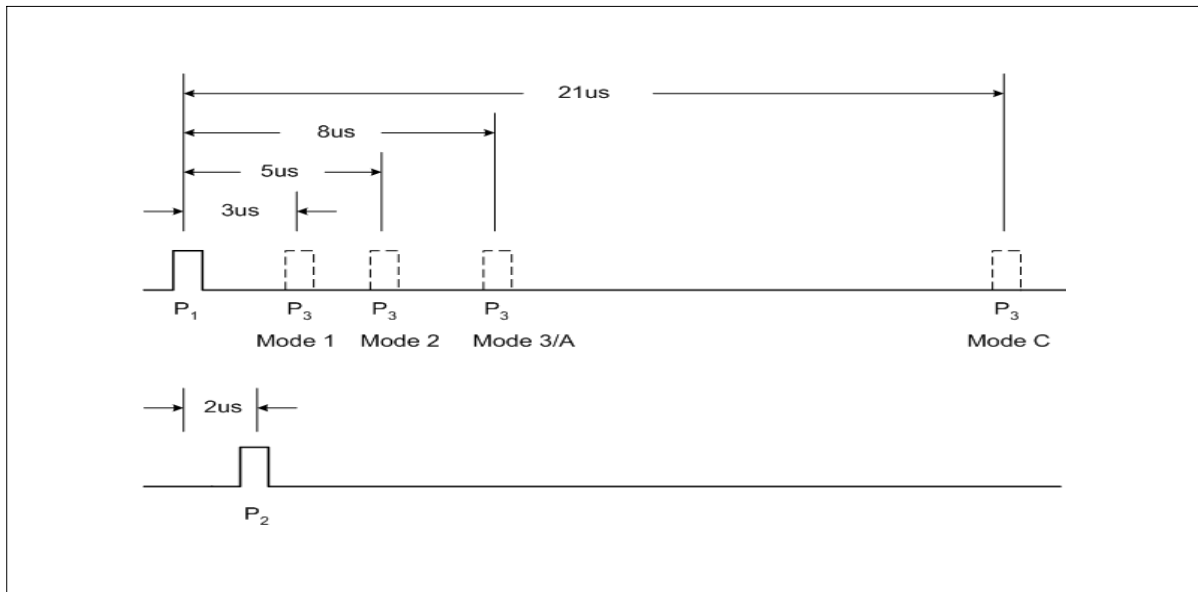 21us
8us
5us
3us
P₁ P₃ P₃ P₃ P₃
Mode 1 Mode 2 Mode 3/A Mode C
2us
P₂